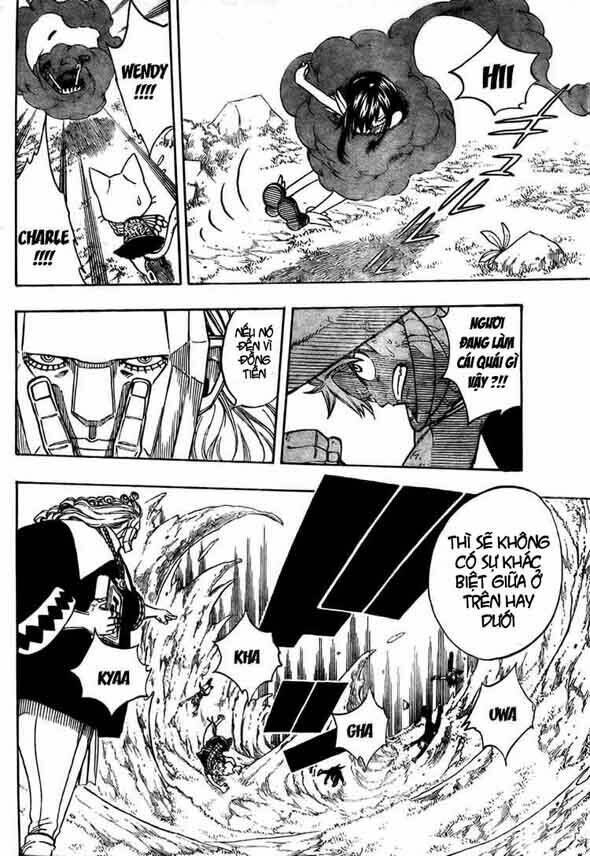 HII
WENDY
!!!!
CHARLE
!!!!
NGƯƠI
ĐANG LÀM
CÁI QUÁI GÌ
VẬY ?!!
NẾU NÓ
ĐẾN VÌ
ĐỒNG
TIỀN
THÌ SẼ KHÔNG
CÓ SỰ KHÁC
BIỆT GIỮA Ở
TRÊN HAY
DƯỚI
KHA
KYAA
GHA
UWA